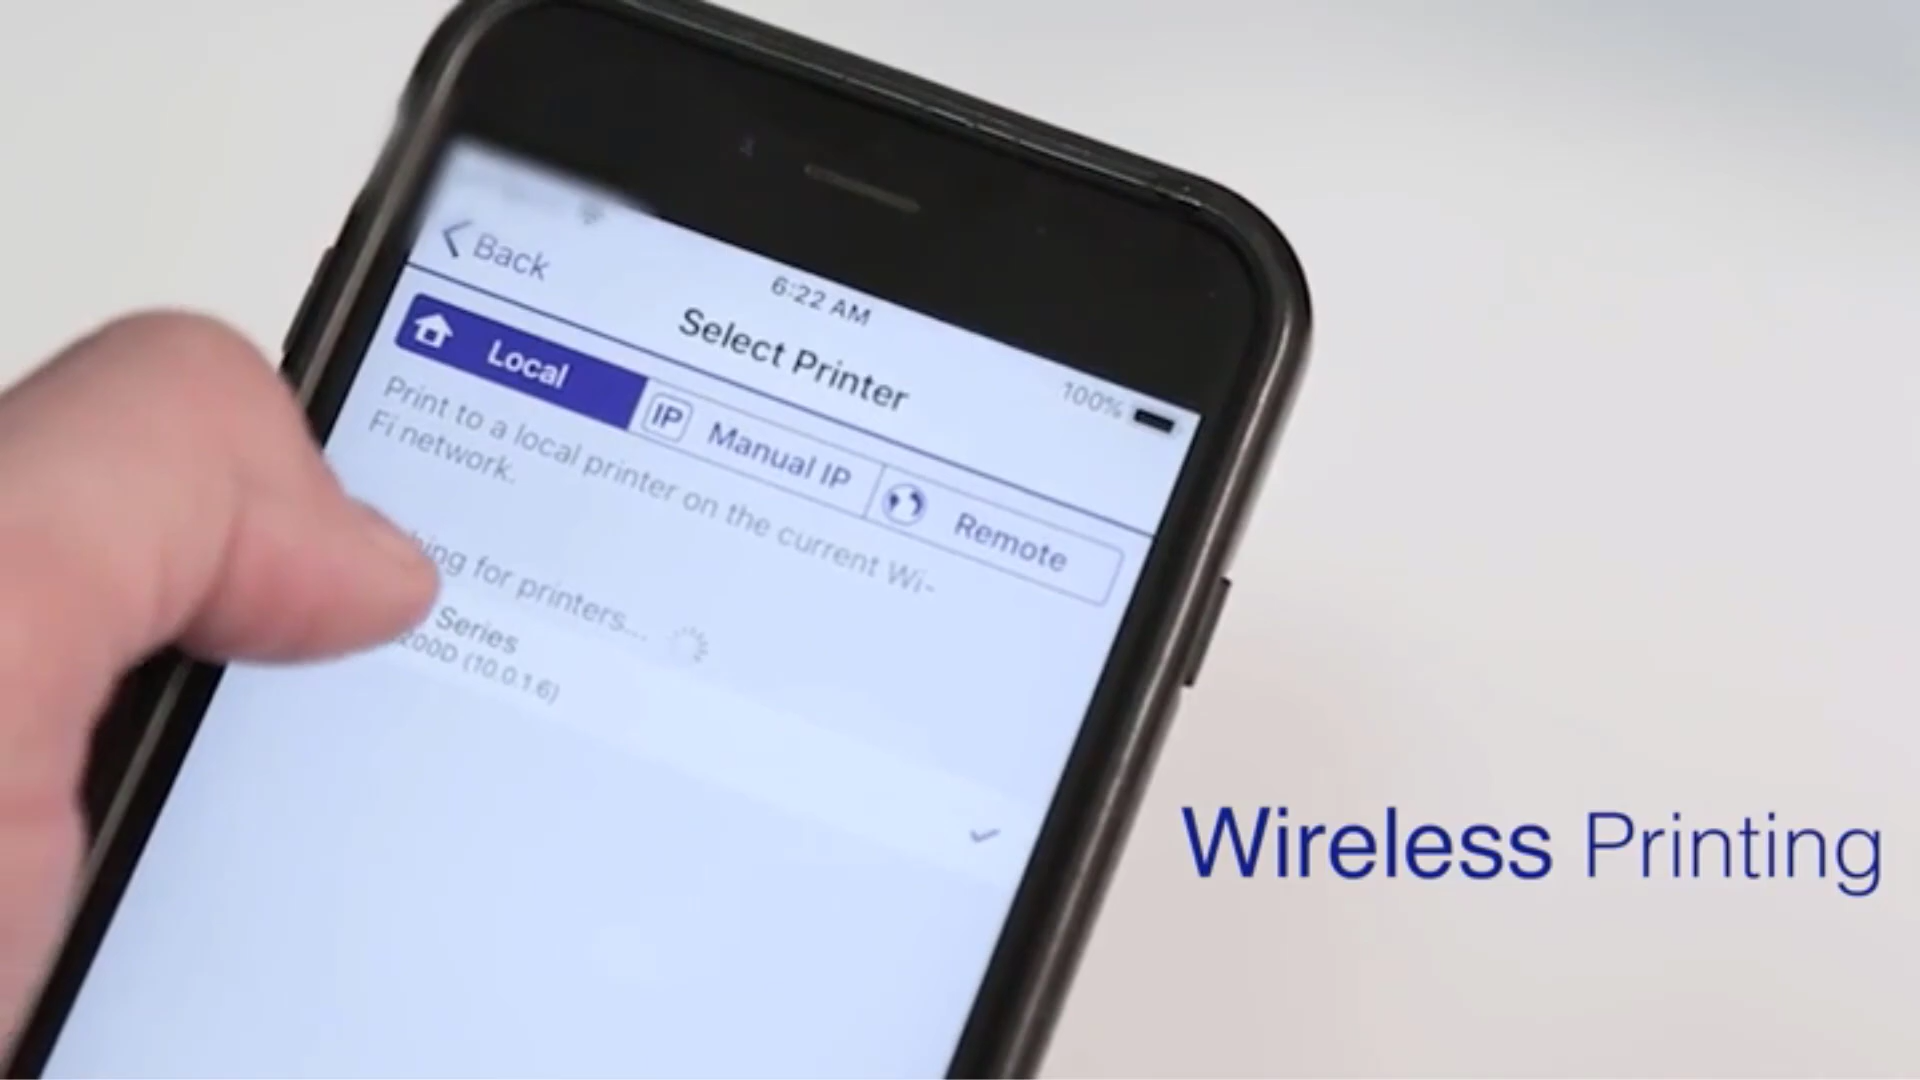 Back
6:22 AM
100%
Select Printer
Local
IP Manual IP
Remote
Print to a local printer on the current Wi-
Fi network.
for printers...
Series
(10.0.1.6)
Wireless Printing